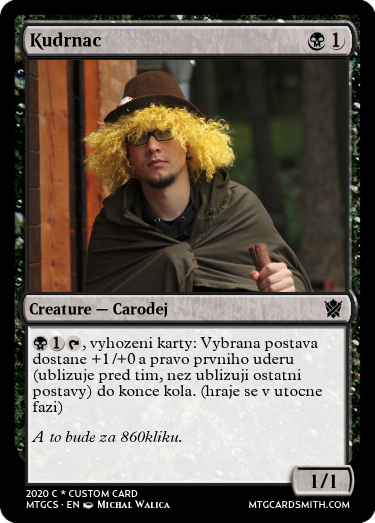 Kudrnac 1
Creature — Carodej
1 , vyhozeni karty: Vybrana postava
dostane +1/+0 a pravo prvniho uderu
(ublizuje pred tim, nez ublizuji ostatni
postavy) do konce kola. (hraje se v utocne
fazi)
A to bude za 860kliku.
1/1
2020 C * CUSTOM CARD
MTGCS · EN Michal Walica
MTGCARDSMITH.COM